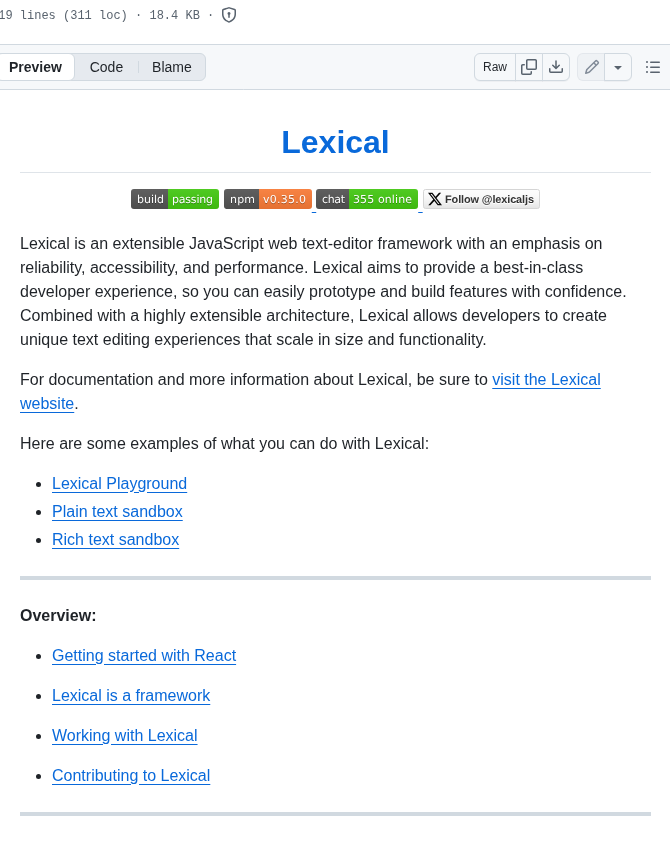 19 lines (311 loc) · 18.4 KB ·
Preview Code Blame Raw
Lexical
build passing npm v0.35.0 chat 355 online Follow @lexicaljs
Lexical is an extensible JavaScript web text-editor framework with an emphasis on
reliability, accessibility, and performance. Lexical aims to provide a best-in-class
developer experience, so you can easily prototype and build features with confidence.
Combined with a highly extensible architecture, Lexical allows developers to create
unique text editing experiences that scale in size and functionality.
For documentation and more information about Lexical, be sure to visit the Lexical
website.
Here are some examples of what you can do with Lexical:
• Lexical Playground
• Plain text sandbox
• Rich text sandbox
Overview:
• Getting started with React
• Lexical is a framework
• Working with Lexical
• Contributing to Lexical